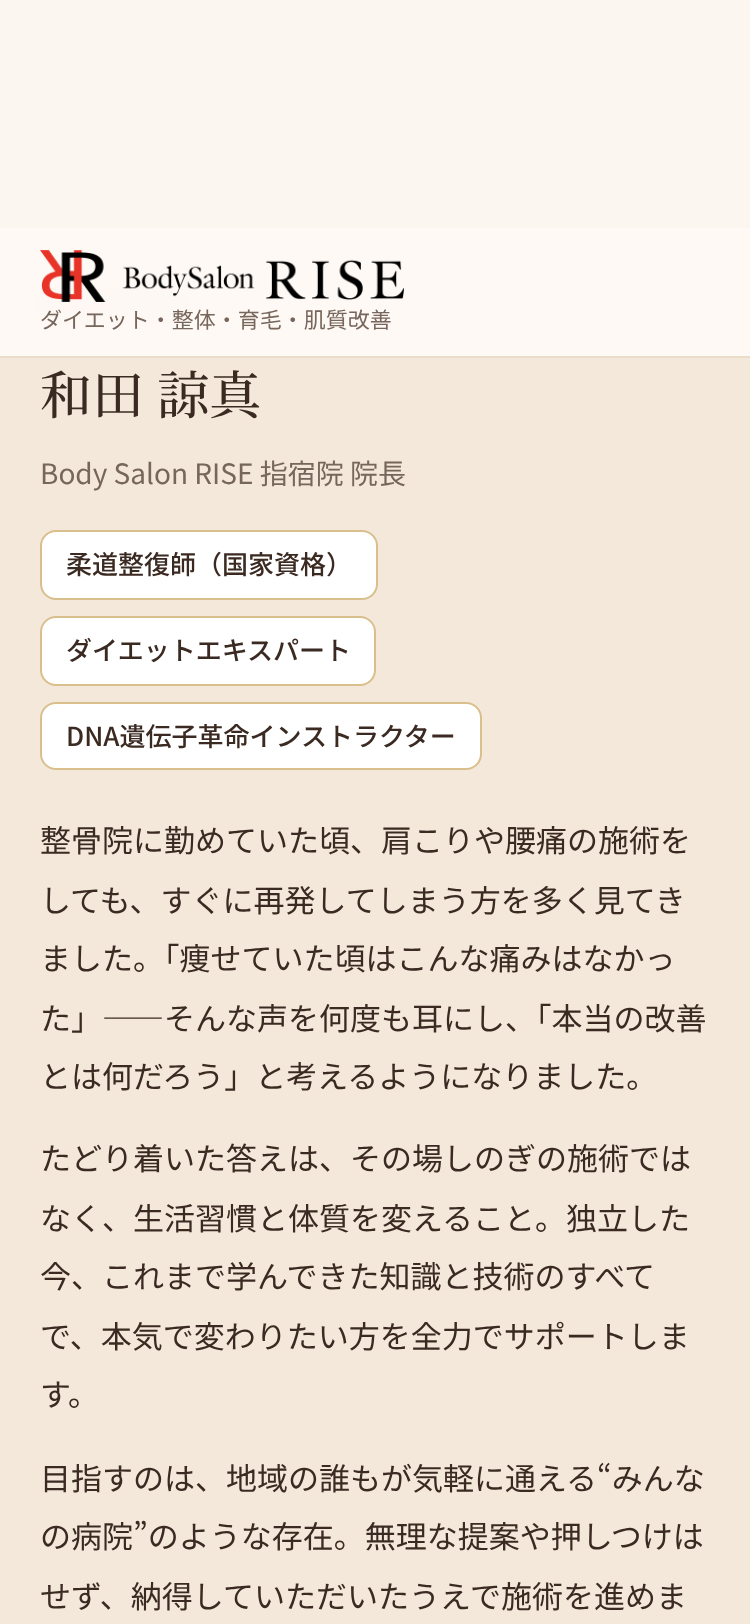 BodySalon RISE
ダイエット・整体・育毛・肌質改善
和田 諒真
Body Salon RISE 指宿院 院長
柔道整復師（国家資格）
ダイエットエキスパート
DNA遺伝子革命インストラクター
整骨院に勤めていた頃、肩こりや腰痛の施術を
しても、すぐに再発してしまう方を多く見てき
ました。「痩せていた頃はこんな痛みはなかっ
た」——そんな声を何度も耳にし、「本当の改善
とは何だろう」と考えるようになりました。
たどり着いた答えは、その場しのぎの施術では
なく、生活習慣と体質を変えること。独立した
今、これまで学んできた知識と技術のすべて
で、本気で変わりたい方を全力でサポートしま
す。
目指すのは、地域の誰もが気軽に通える“みんな
の病院”のような存在。無理な提案や押しつけは
せず、納得していただいたうえで施術を進めま